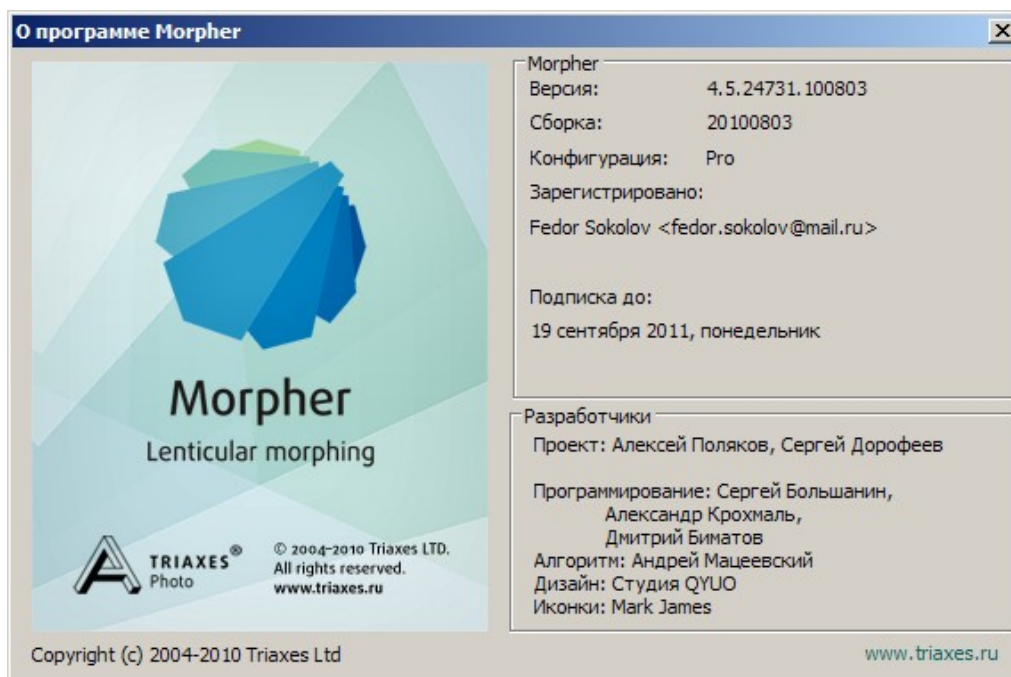 О программе Morpher
Morpher
Lenticular morphing
TRIAXES®
Photo
© 2004-2010 Triaxes LTD.
All rights reserved.
www.triaxes.ru
Morpher
Версия: 4.5.24731.100803
Сборка: 20100803
Конфигурация: Pro
Зарегистрировано:
Fedor Sokolov <fedor.sokolov@mail.ru>
Подписка до:
19 сентября 2011, понедельник
Разработчики
Проект: Алексей Поляков, Сергей Дорофеев
Программирование: Сергей Большанин,
Александр Крохмаль,
Дмитрий Биматов
Алгоритм: Андрей Мацеевский
Дизайн: Студия QYUO
Иконки: Mark James
Copyright (c) 2004-2010 Triaxes Ltd
www.triaxes.ru